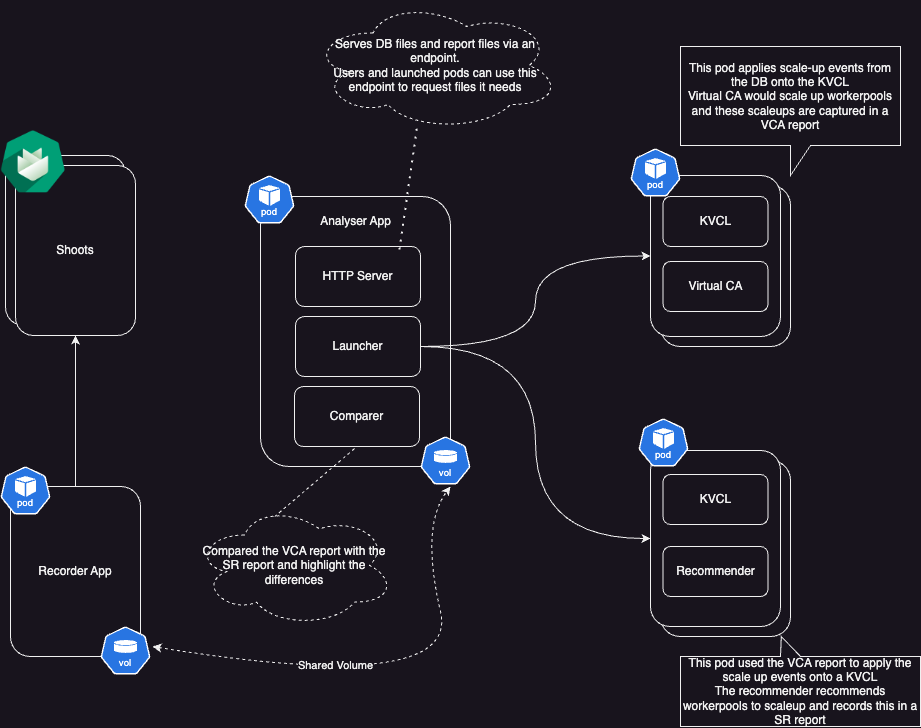 Serves DB files and report files via an
endpoint.
Users and launched pods can use this
endpoint to request files it needs
This pod applies scale-up events from
the DB onto the KVCL
Virtual CA would scale up workerpools
and these scaleups are captured in a
VCA report
Shoots
pod
Analyser App
HTTP Server
Launcher
Comparer
vol
pod
KVCL
Virtual CA
pod
KVCL
Recommender
pod
Recorder App
vol
Compared the VCA report with the
SR report and highlight the
differences
Shared Volume
This pod used the VCA report to apply the
scale up events onto a KVCL
The recommender recommends
workerpools to scaleup and records this in a
SR report